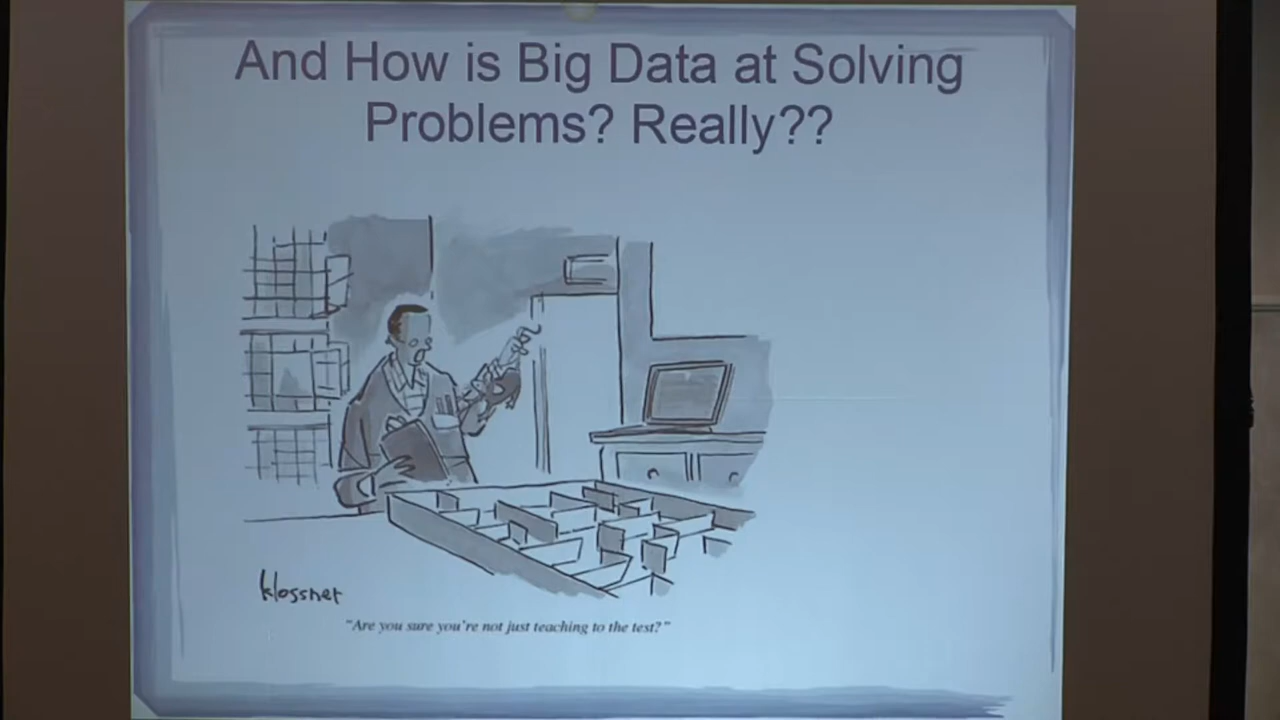 And How is Big Data at Solving
Problems? Really??
klossner
"Are you sure you're not just teaching to the test?"